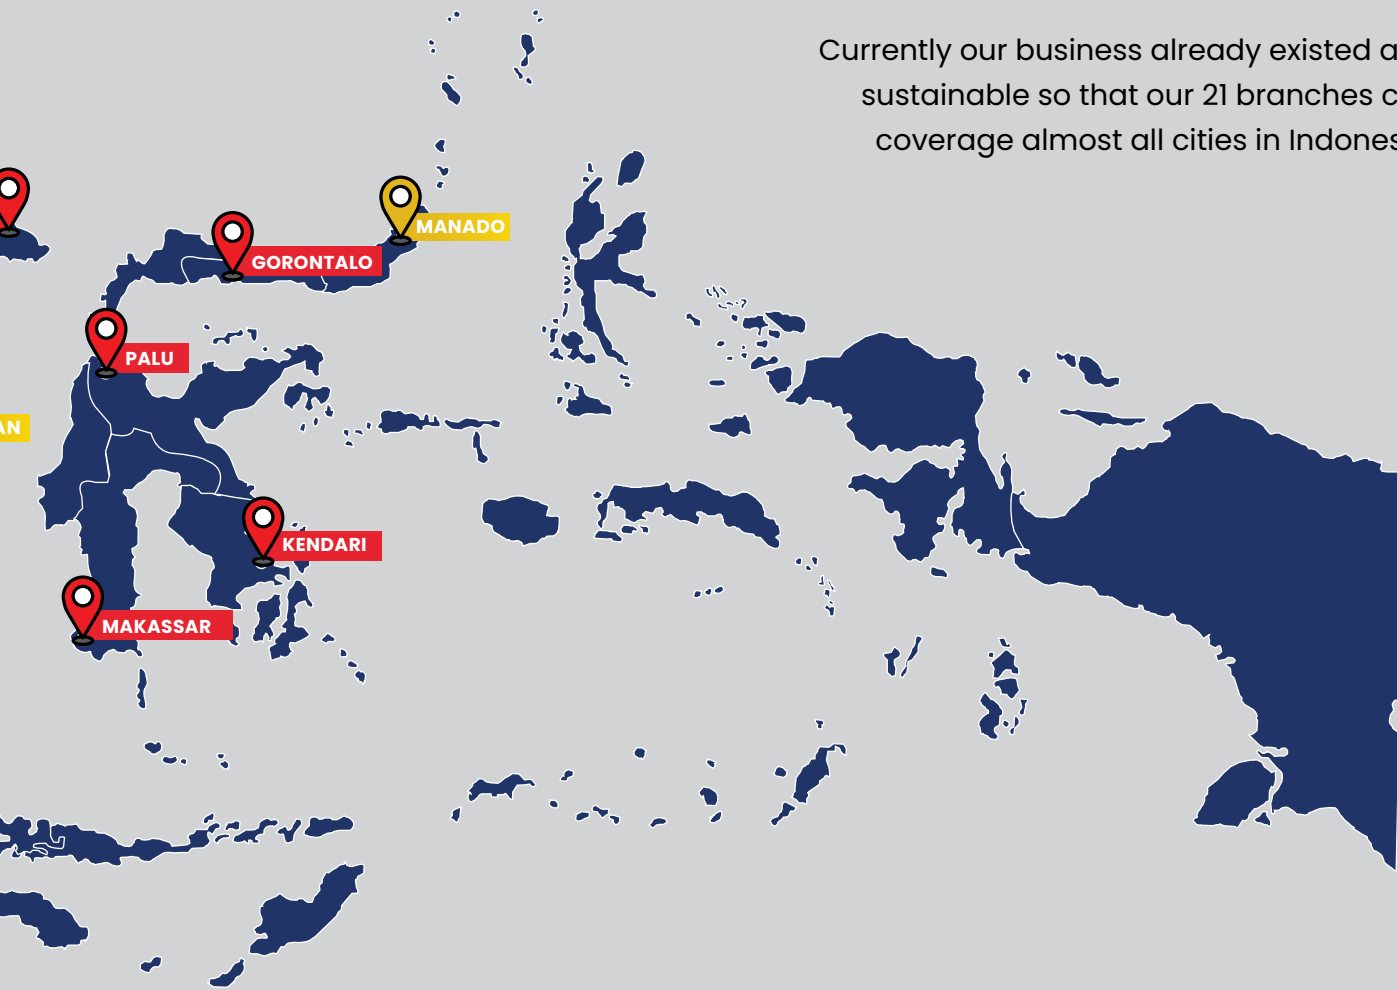 Currently our business already existed a
sustainable so that our 21 branches c
coverage almost all cities in Indones
MANADO
GORONTALO
PALU
AN
KENDARI
MAKASSAR